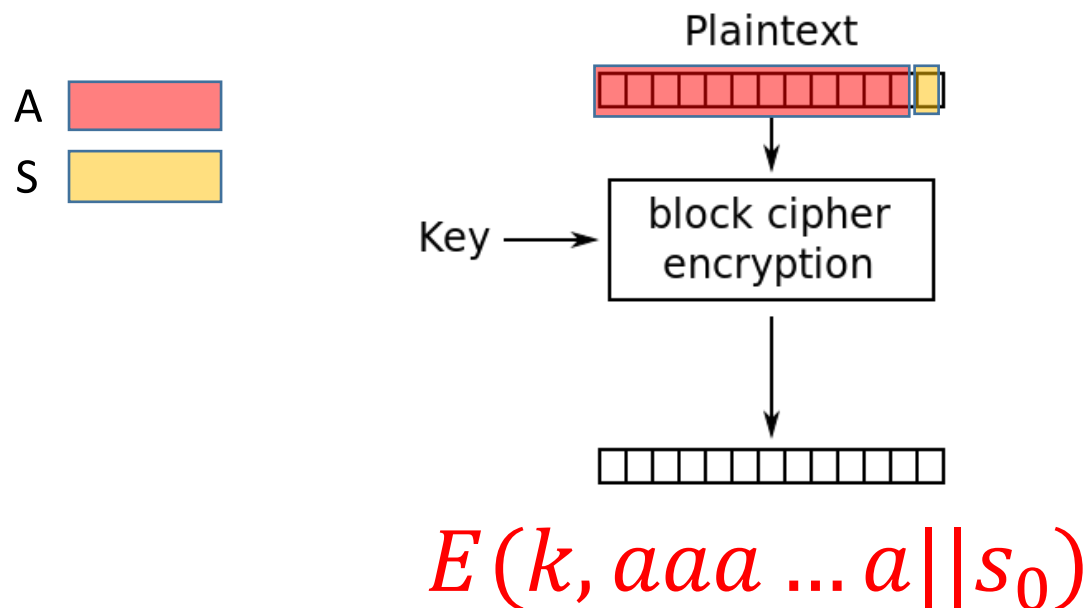 Plaintext
A
S
Key
block cipher
encryption
E(k, aaa … a||s₀)